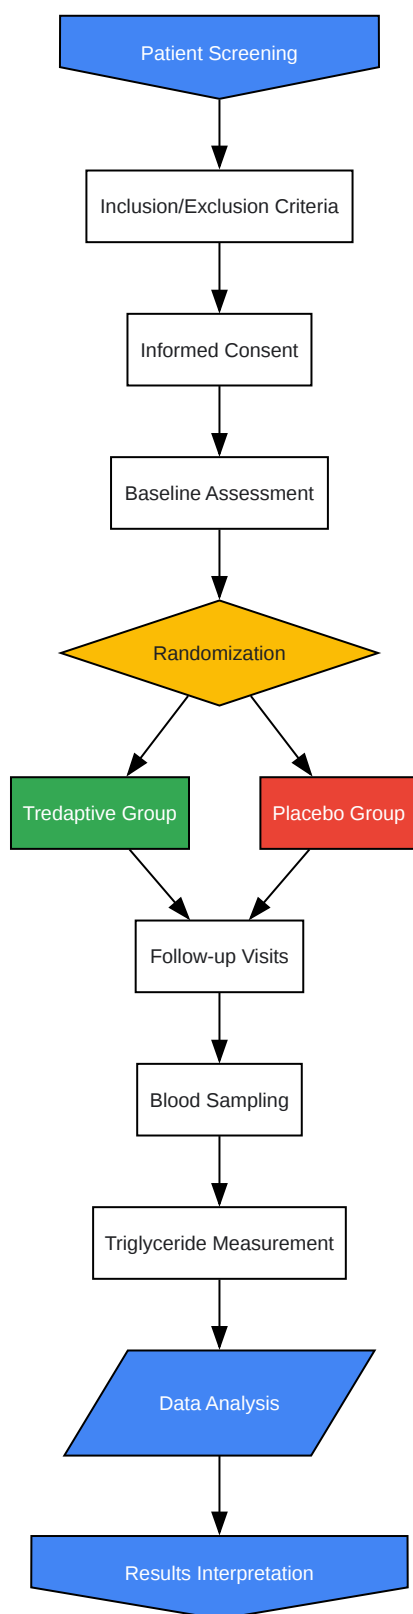 Patient Screening
Inclusion/Exclusion Criteria
Informed Consent
Baseline Assessment
Randomization
Tredaptive Group
Placebo Group
Follow-up Visits
Blood Sampling
Triglyceride Measurement
Data Analysis
Results Interpretation